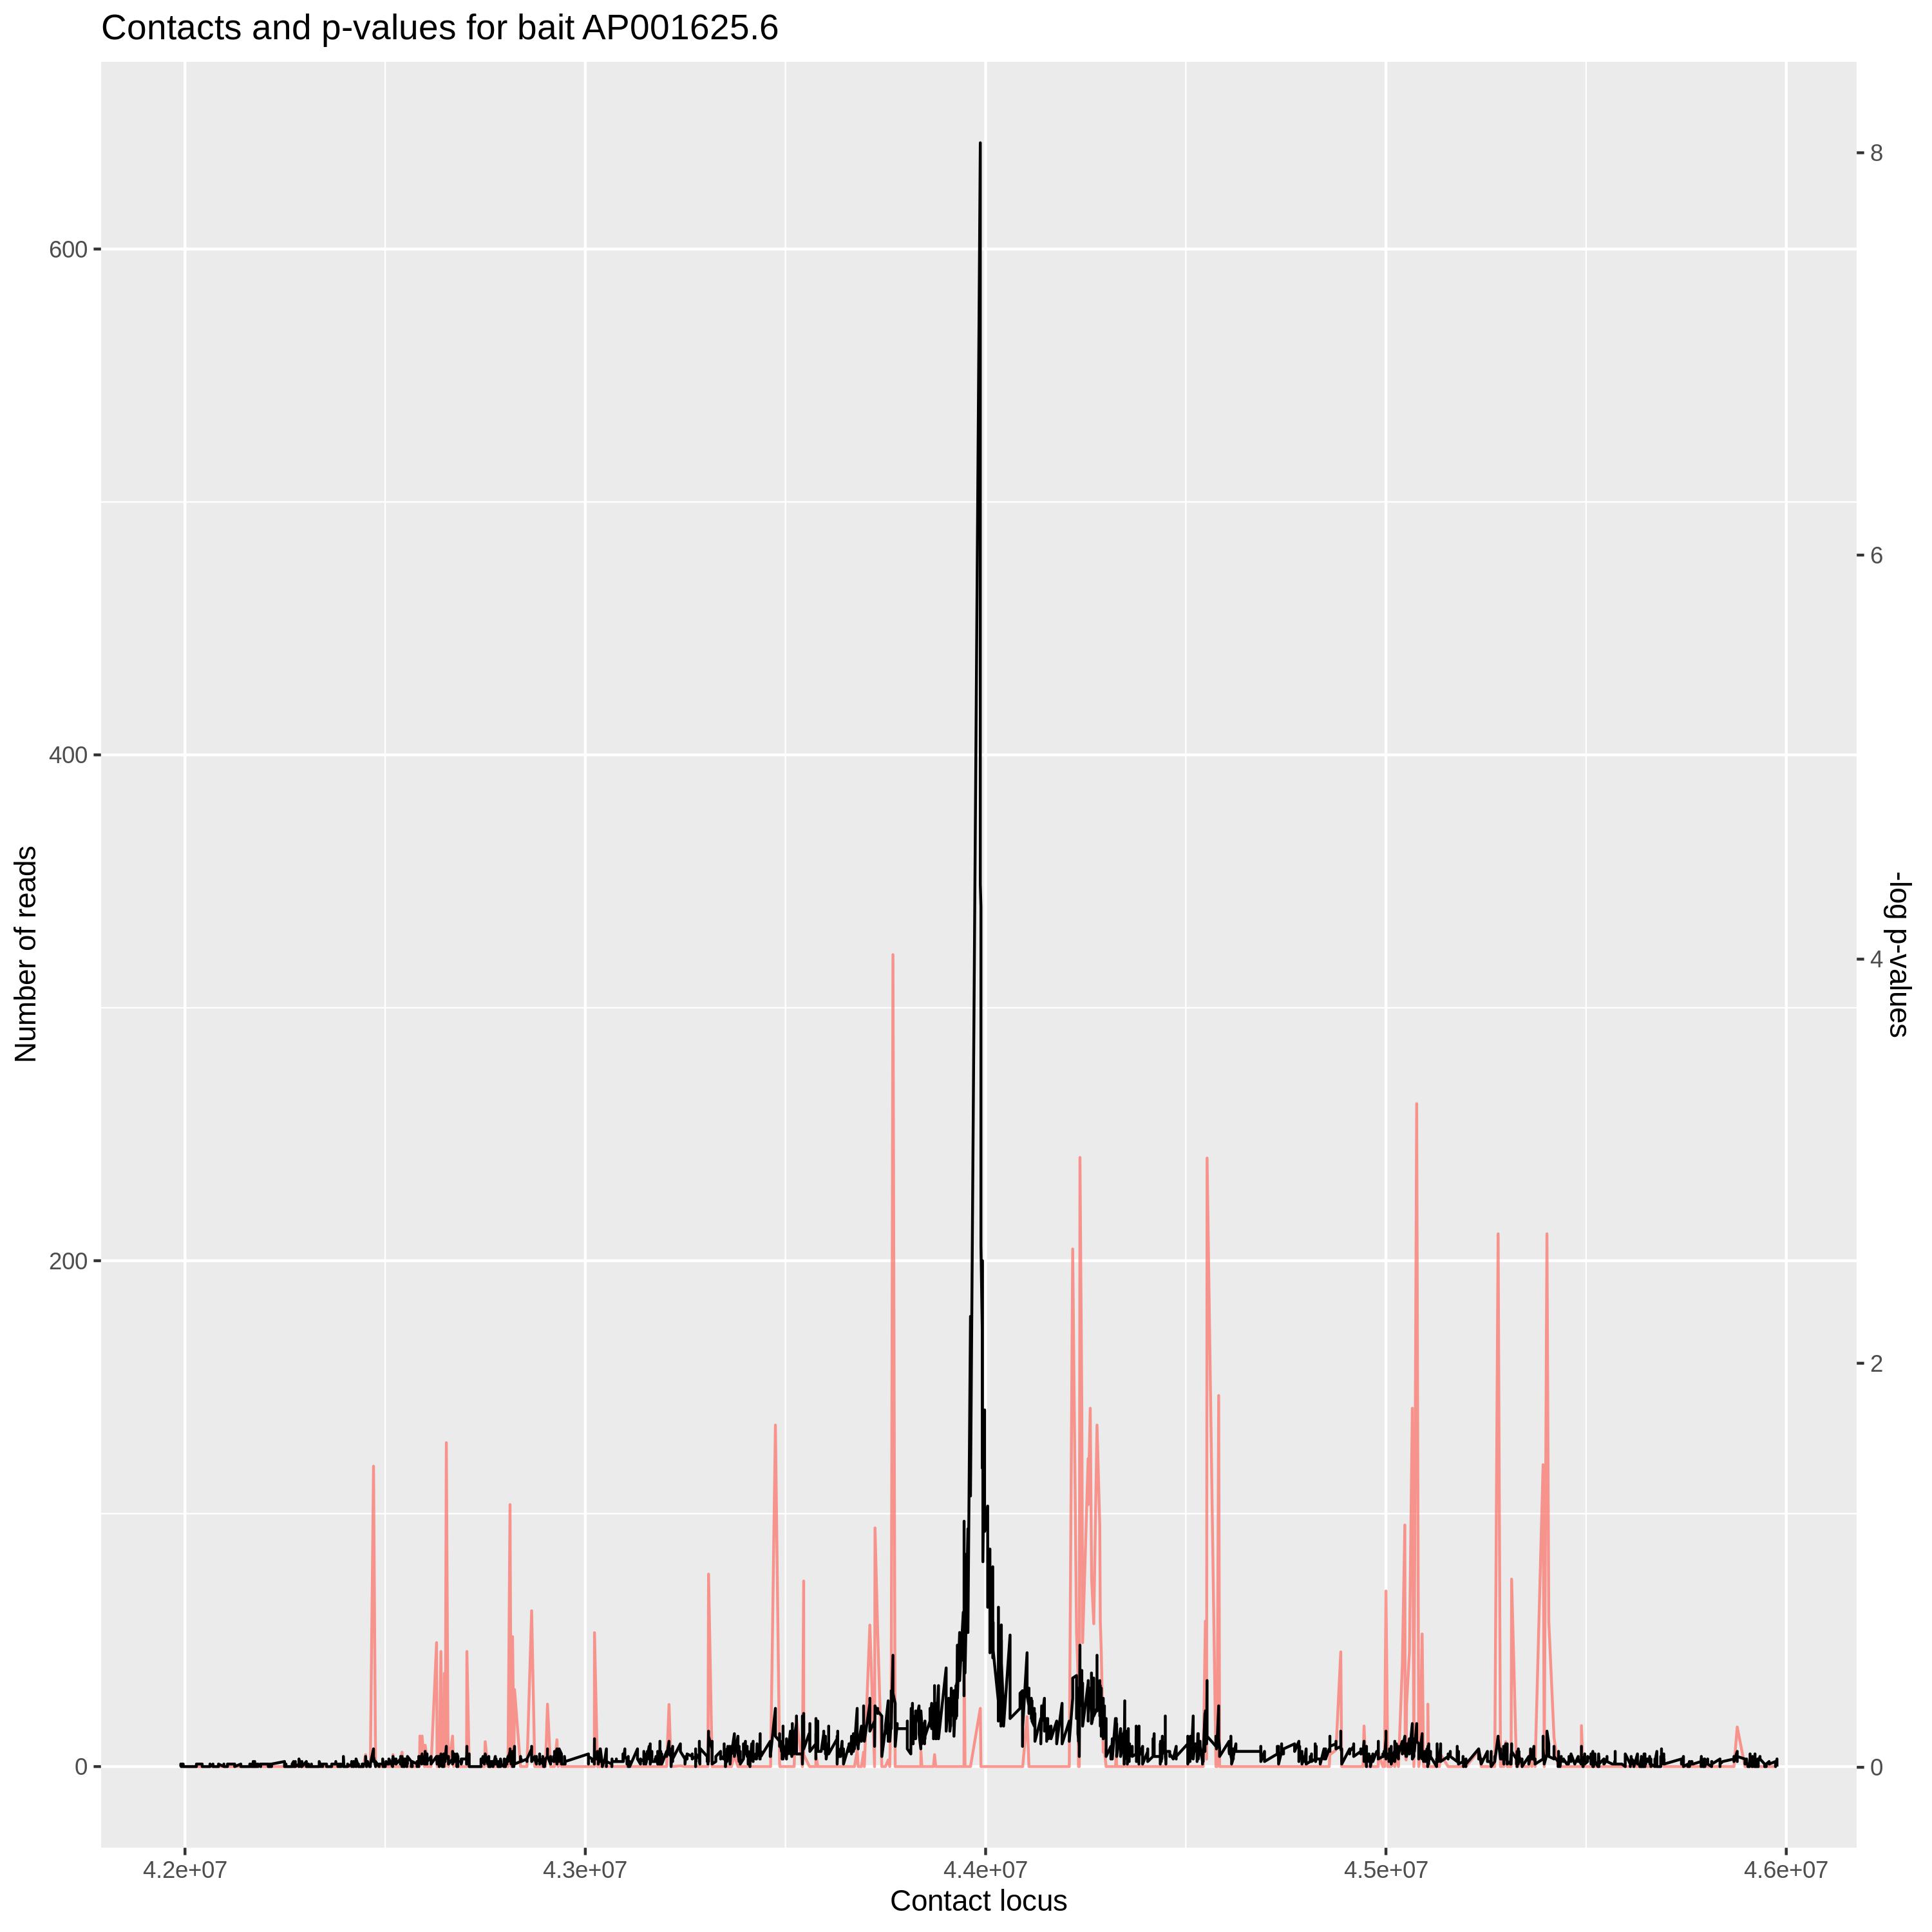 Contacts and p-values for bait AP001625.6
Number of reads
600
400
200
0
8
6
4
2
0
-log p-values
4.2e+07 4.3e+07 4.4e+07 4.5e+07 4.6e+07
Contact locus